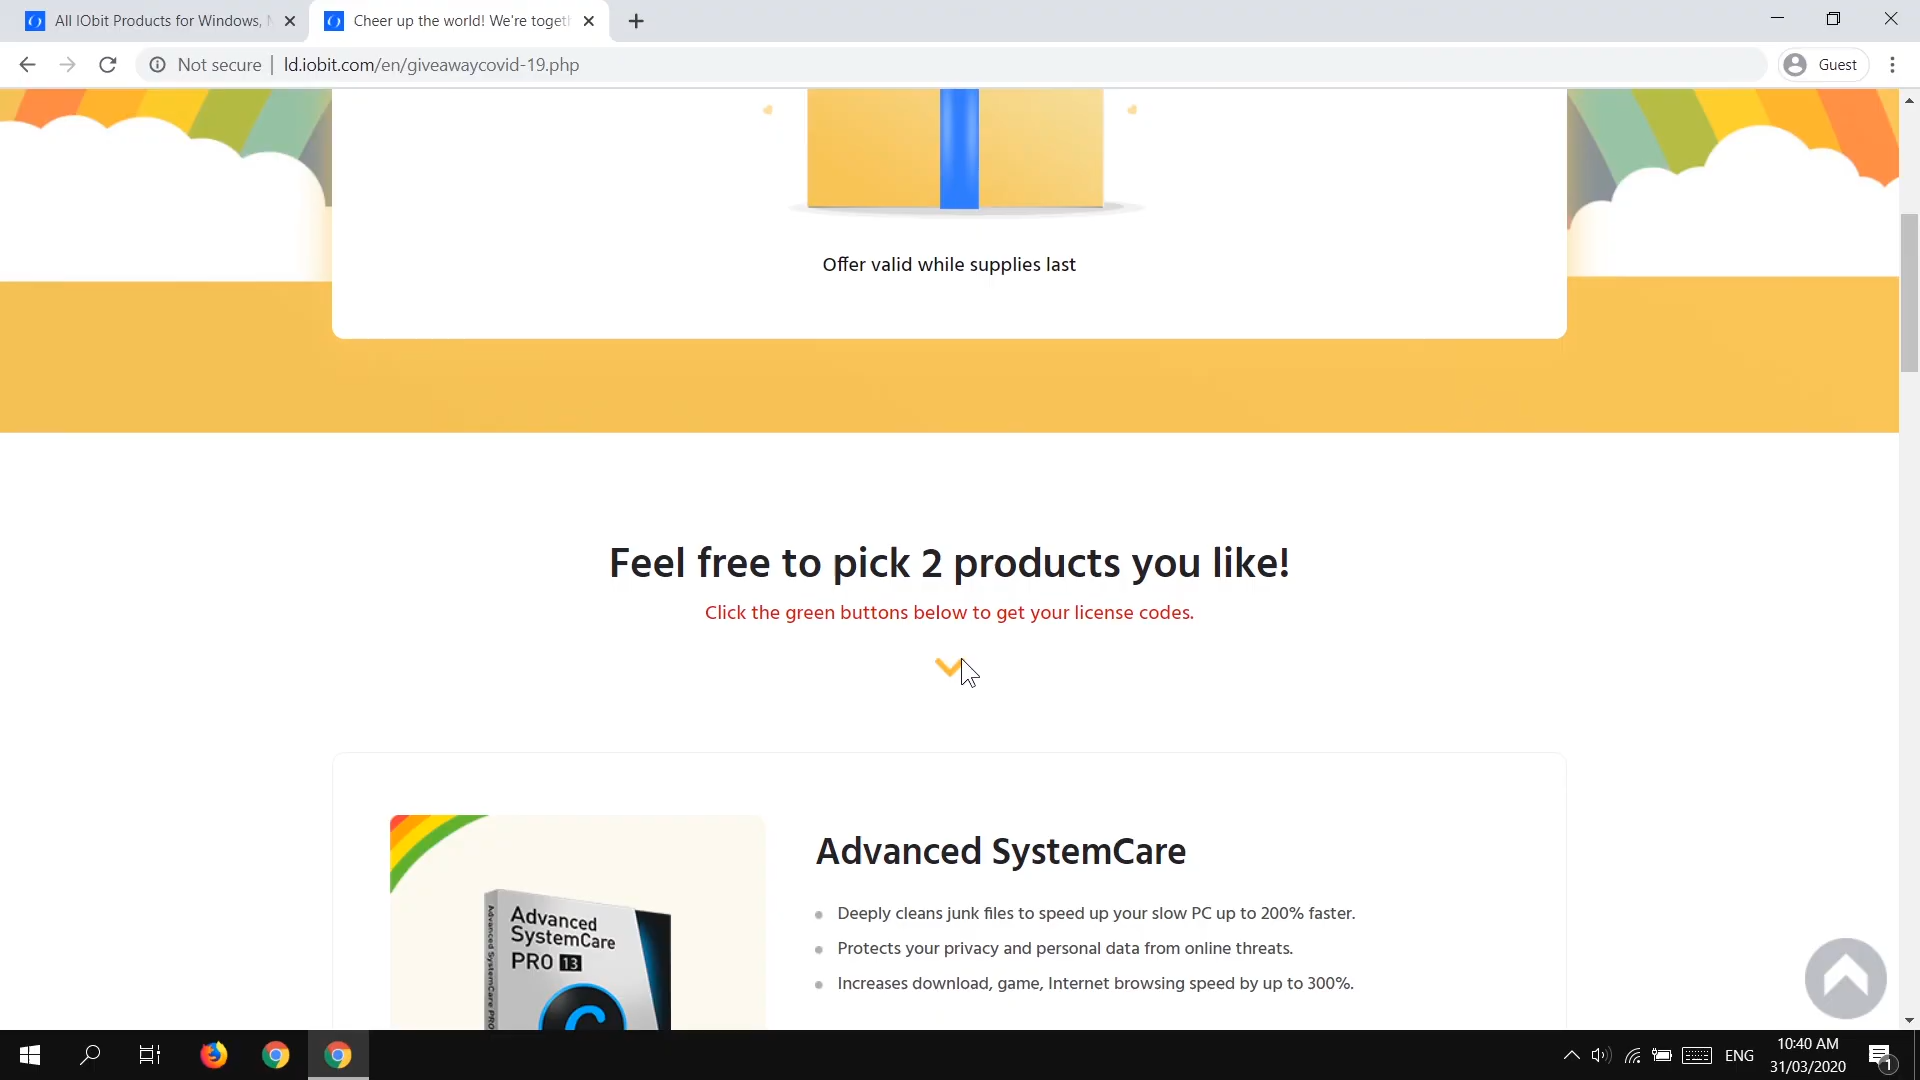 All IObit Products for Windows,
Cheer up the world! We're toget
Not secure
ld.iobit.com/en/giveawaycovid-19.php
Guest
Offer valid while supplies last
Feel free to pick 2 products you like!
Click the green buttons below to get your license codes.
Advanced SystemCare
Deeply cleans junk files to speed up your slow PC up to 200% faster.
Protects your privacy and personal data from online threats.
Increases download, game, Internet browsing speed by up to 300%.
Advanced
SystemCare
PRO 13
Advanced SystemCare PRO
ENG
10:40 AM
31/03/2020
1